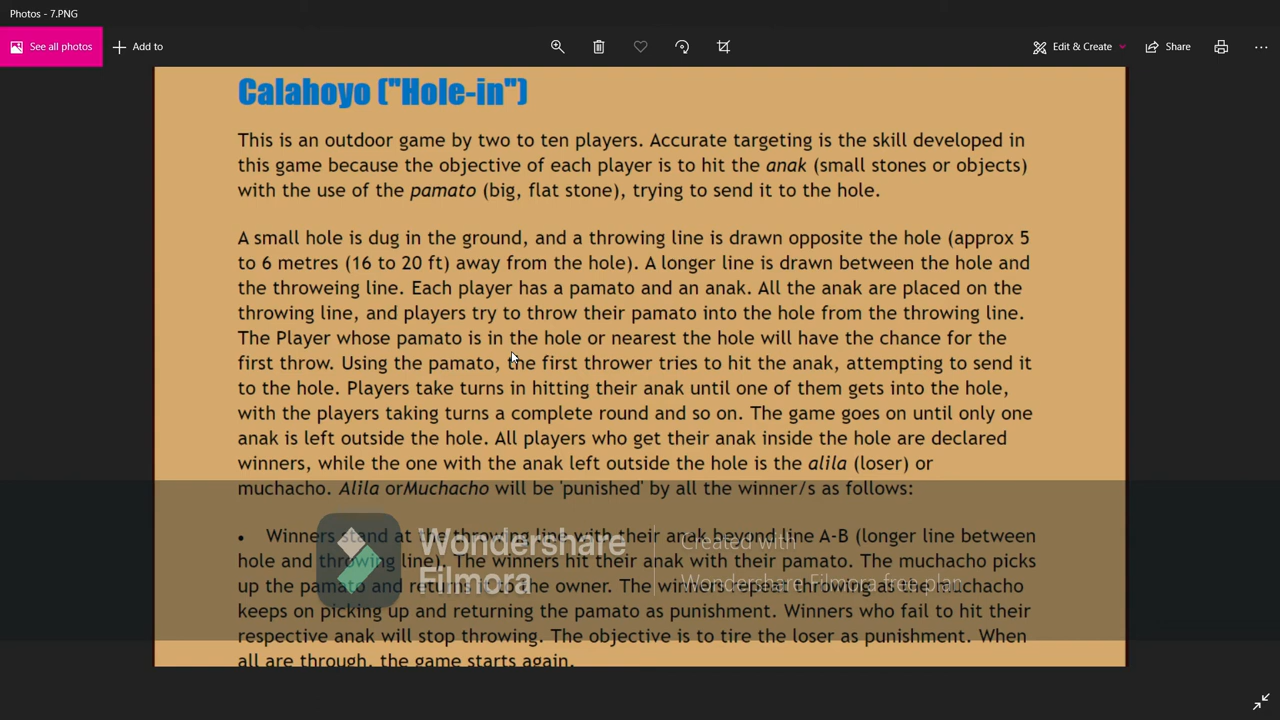 Photos - 7.PNG
See all photos
Add to
Edit & Create
Share
Calahoyo ("Hole-in")
This is an outdoor game by two to ten players. Accurate targeting is the skill developed in
this game because the objective of each player is to hit the anak (small stones or objects)
with the use of the pamato (big, flat stone), trying to send it to the hole.
A small hole is dug in the ground, and a throwing line is drawn opposite the hole (approx 5
to 6 metres (16 to 20 ft) away from the hole). A longer line is drawn between the hole and
the throweing line. Each player has a pamato and an anak. All the anak are placed on the
throwing line, and players try to throw their pamato into the hole from the throwing line.
The Player whose pamato is in the hole or nearest the hole will have the chance for the
first throw. Using the pamato, the first thrower tries to hit the anak, attempting to send it
to the hole. Players take turns in hitting their anak until one of them gets into the hole,
with the players taking turns a complete round and so on. The game goes on until only one
anak is left outside the hole. All players who get their anak inside the hole are declared
winners, while the one with the anak left outside the hole is the alila (loser) or
muchacho. Alila orMuchacho will be 'punished' by all the winner/s as follows:
• Winners stand at the throwing line with their anak beyond line A-B (longer line between
hole and throwing line). The winners hit their anak with their pamato. The muchacho picks
up the pamato and returns it to the owner. The winners repeat throwing as the muchacho
keeps on picking up and returning the pamato as punishment. Winners who fail to hit their
respective anak will stop throwing. The objective is to tire the loser as punishment. When
all are through, the game starts again.
Wondershare
Filmora
Created with
Wondershare Filmora free plan